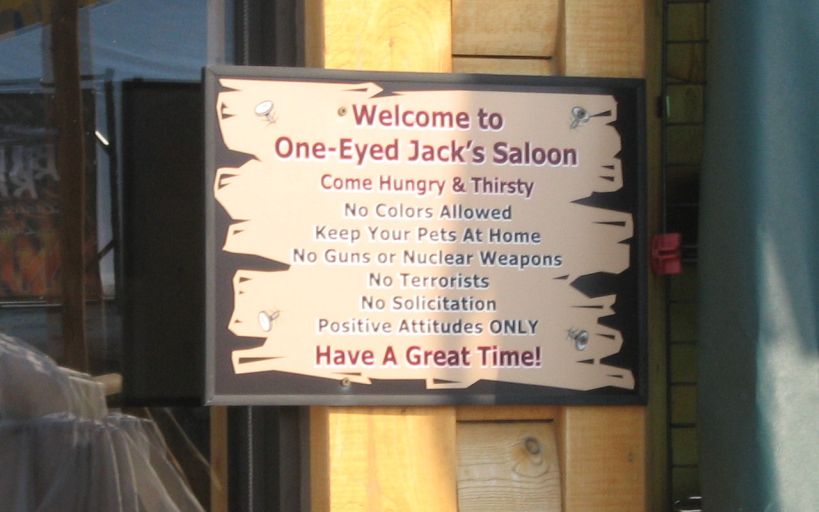 Welcome to
One-Eyed Jack's Saloon
Come Hungry & Thirsty
No Colors Allowed
Keep Your Pets At Home
No Guns or Nuclear Weapons
No Terrorists
No Solicitation
Positive Attitudes ONLY
Have A Great Time!